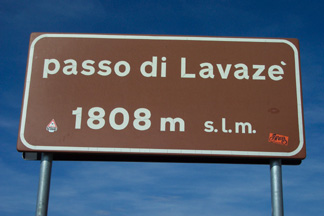 passo di Lavazè
1808 m s.l.m.